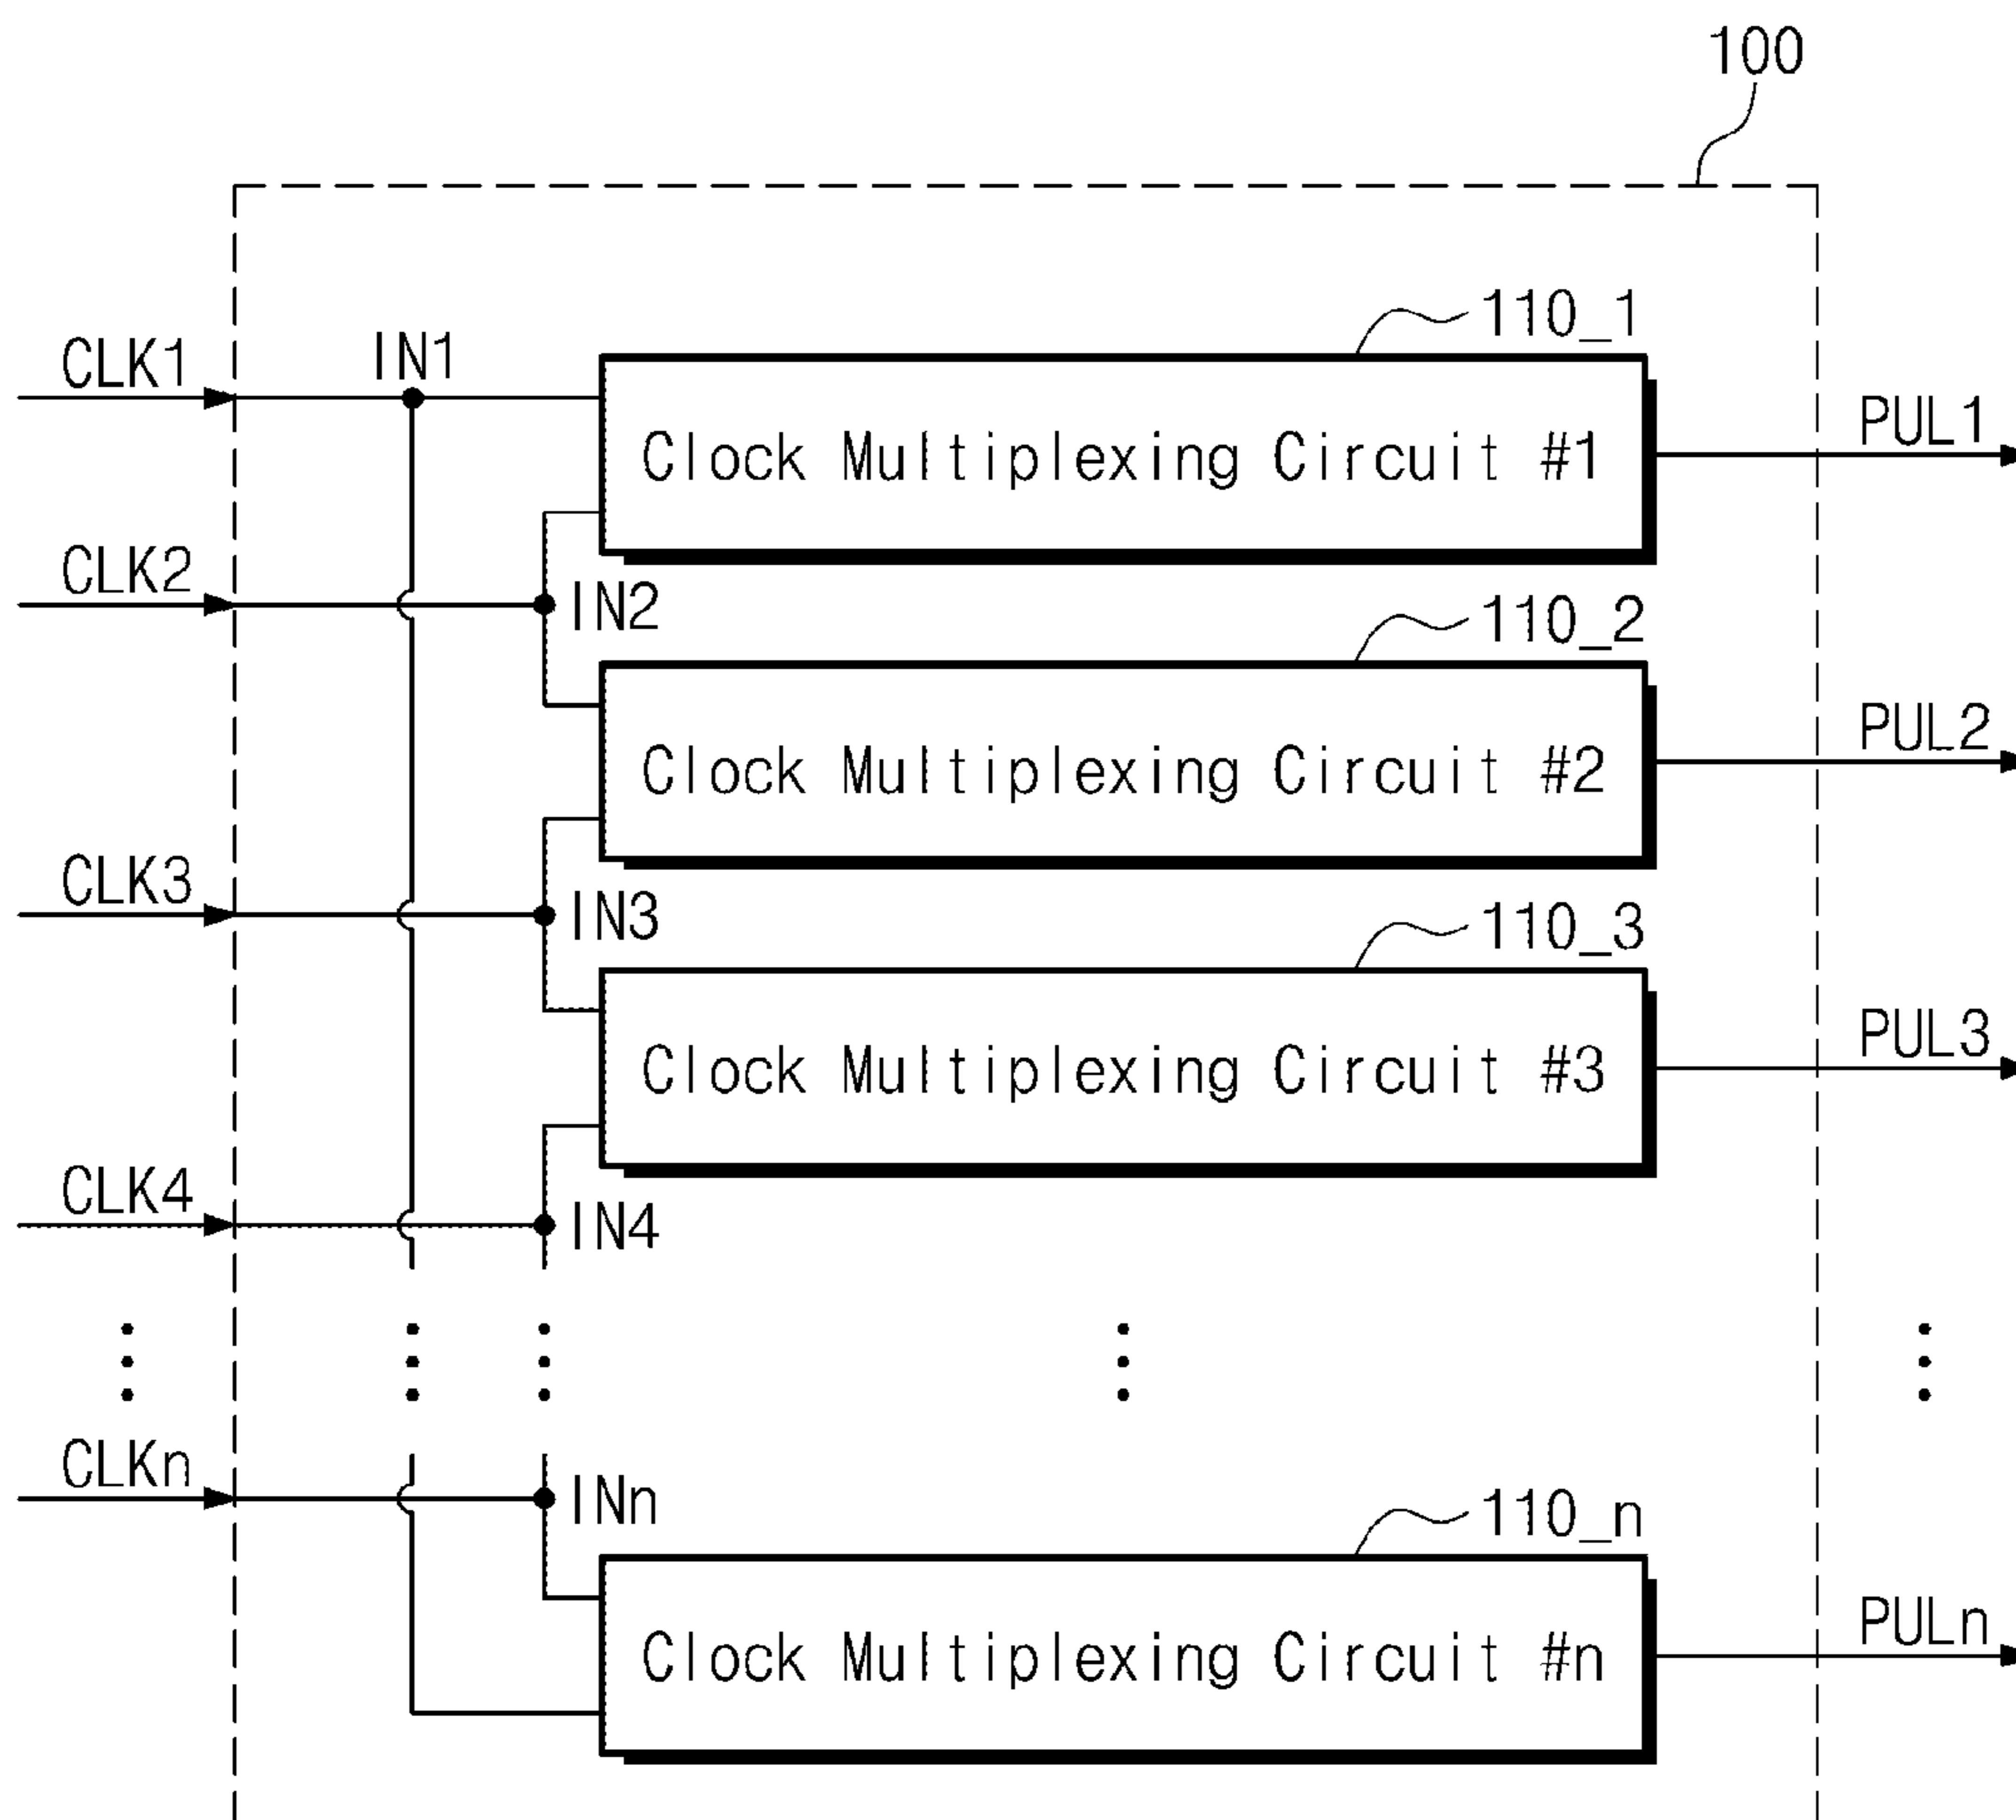 100
110_1
CLK1
IN1
Clock Multiplexing Circuit #1
PUL1
CLK2
IN2
110_2
Clock Multiplexing Circuit #2
PUL2
CLK3
IN3
110_3
Clock Multiplexing Circuit #3
PUL3
CLK4
IN4
CLKn
INn
110_n
Clock Multiplexing Circuit #n
PULn